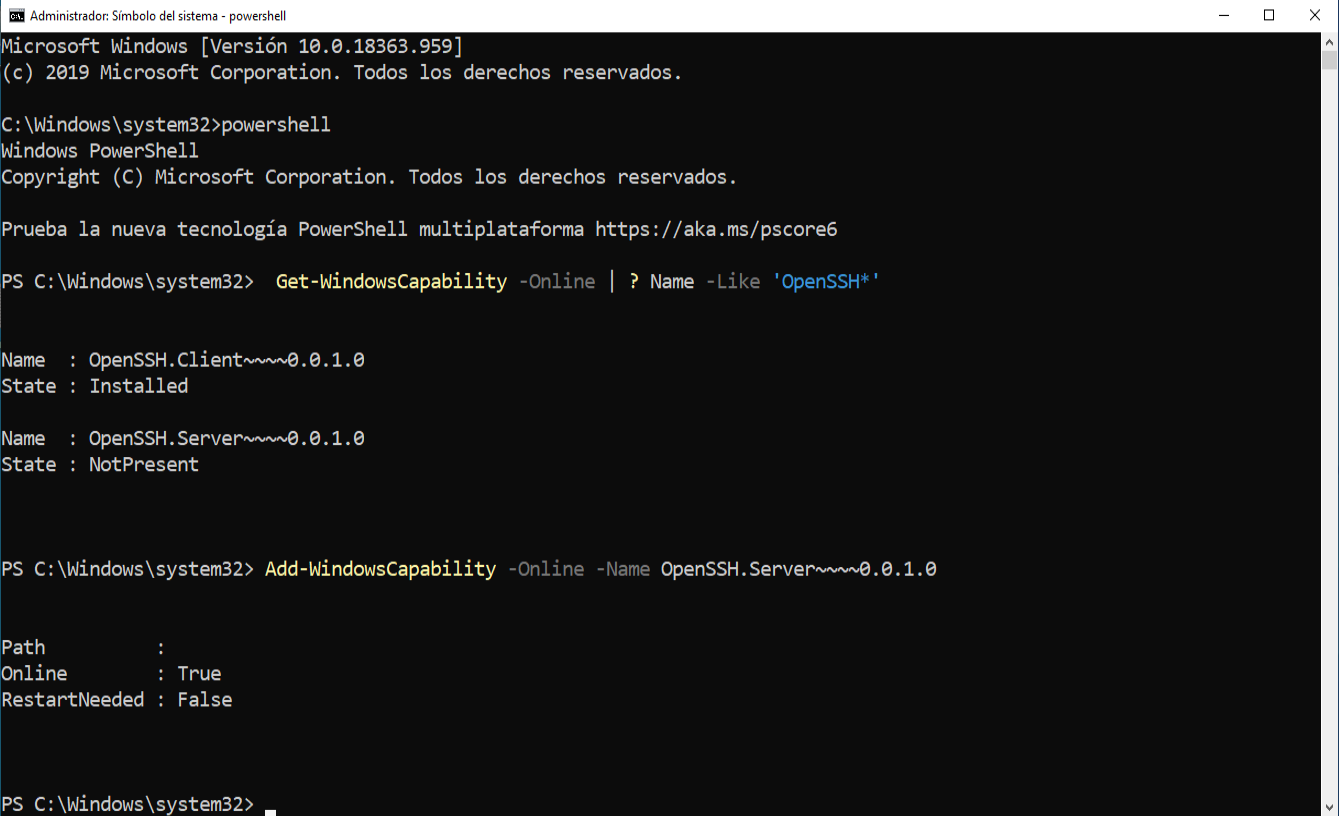 Administrador: Símbolo del sistema - powershell
Microsoft Windows [Versión 10.0.18363.959]
(c) 2019 Microsoft Corporation. Todos los derechos reservados.
C:\Windows\system32>powershell
Windows PowerShell
Copyright (C) Microsoft Corporation. Todos los derechos reservados.
Prueba la nueva tecnología PowerShell multiplataforma https://aka.ms/pscore6
PS C:\Windows\system32>  Get-WindowsCapability -Online | ? Name -Like 'OpenSSH*'
Name  : OpenSSH.Client~~~~0.0.1.0
State : Installed
Name  : OpenSSH.Server~~~~0.0.1.0
State : NotPresent
PS C:\Windows\system32> Add-WindowsCapability -Online -Name OpenSSH.Server~~~~0.0.1.0
Path          :
Online        : True
RestartNeeded : False
PS C:\Windows\system32>